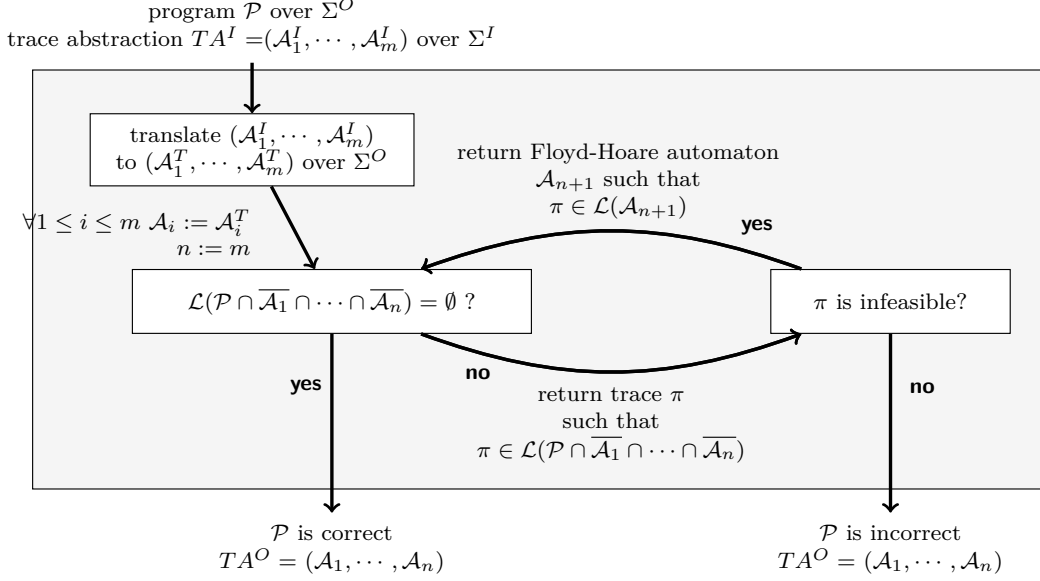 program 𝒫 over Σ^O
trace abstraction TA^I =(𝒜_1^I, ⋯ , 𝒜_m^I) over Σ^I
translate (𝒜_1^I, ⋯ , 𝒜_m^I)
to (𝒜_1^T, ⋯ , 𝒜_m^T) over Σ^O
∀1 ≤ i ≤ m 𝒜_i := 𝒜_i^T
n := m
return Floyd-Hoare automaton
𝒜_{n+1} such that
π ∈ ℒ(𝒜_{n+1})
yes
ℒ(𝒫 ∩ \overline{𝒜_1} ∩ ⋯ ∩ \overline{𝒜_n}) = ∅ ?
π is infeasible?
yes
no
return trace π
such that
π ∈ ℒ(𝒫 ∩ \overline{𝒜_1} ∩ ⋯ ∩ \overline{𝒜_n})
no
𝒫 is correct
TA^O = (𝒜_1, ⋯ , 𝒜_n)
𝒫 is incorrect
TA^O = (𝒜_1, ⋯ , 𝒜_n)